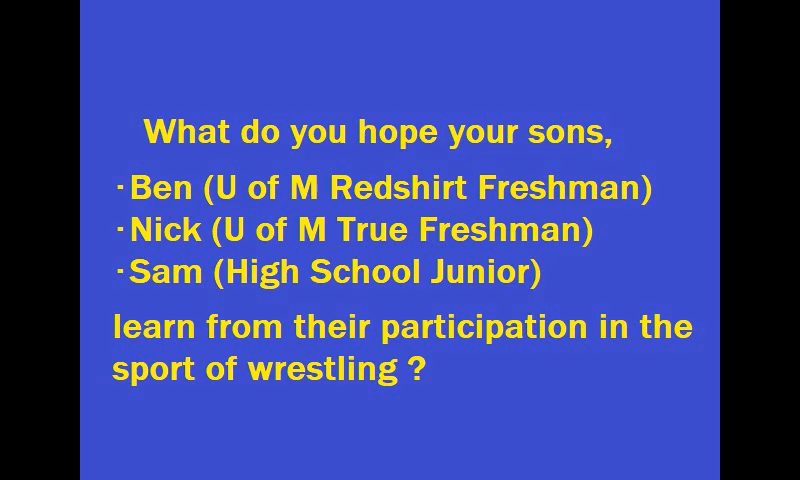 What do you hope your sons,
·Ben (U of M Redshirt Freshman)
·Nick (U of M True Freshman)
·Sam (High School Junior)
learn from their participation in the
sport of wrestling ?